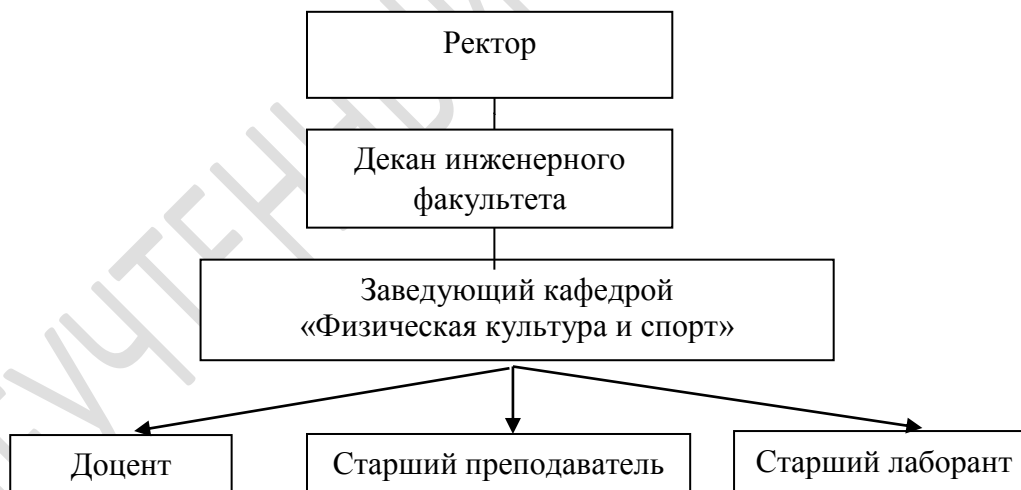 Ректор
Декан инженерного
факультета
Заведующий кафедрой
«Физическая культура и спорт»
Доцент
Старший преподаватель
Старший лаборант